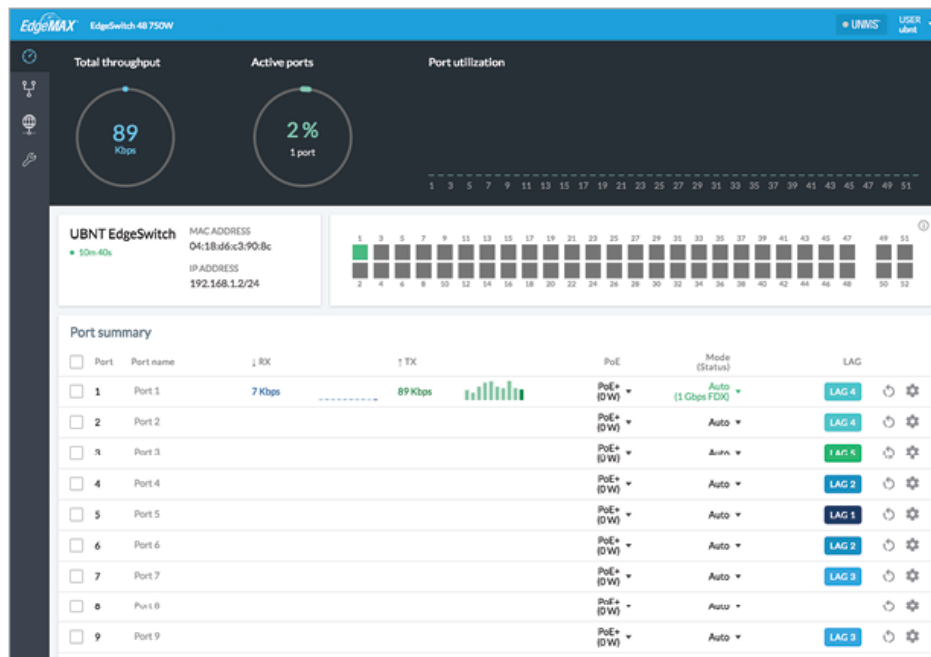 EdgeMAX EdgeSwitch 48 750W UNMS USER
ubnt
Total throughput Active ports Port utilization
89
Kbps
2%
1 port
1 3 5 7 9 11 13 15 17 19 21 23 25 27 29 31 33 35 37 39 41 43 45 47 49 51
UBNT EdgeSwitch
10m 40s
MAC ADDRESS
04:18:d6:c3:90:8c
IP ADDRESS
192.168.1.2/24
1 3 5 7 9 11 13 15 17 19 21 23 25 27 29 31 33 35 37 39 41 43 45 47 49 51
2 4 6 8 10 12 14 16 18 20 22 24 26 28 30 32 34 36 38 40 42 44 46 48 50 52
Port summary
Port Port name ↓ RX ↑ TX PoE Mode (Status) LAG
1 Port 1 7 Kbps 89 Kbps PoE+ (0 W) Auto (1 Gbps FDX) LAG 4
2 Port 2 PoE+ (0 W) Auto LAG 4
3 Port 3 PoE+ (0 W) Auto LAG 5
4 Port 4 PoE+ (0 W) Auto LAG 2
5 Port 5 PoE+ (0 W) Auto LAG 1
6 Port 6 PoE+ (0 W) Auto LAG 2
7 Port 7 PoE+ (0 W) Auto LAG 3
8 Port 8 PoE+ (0 W) Auto
9 Port 9 PoE+ (0 W) Auto LAG 3